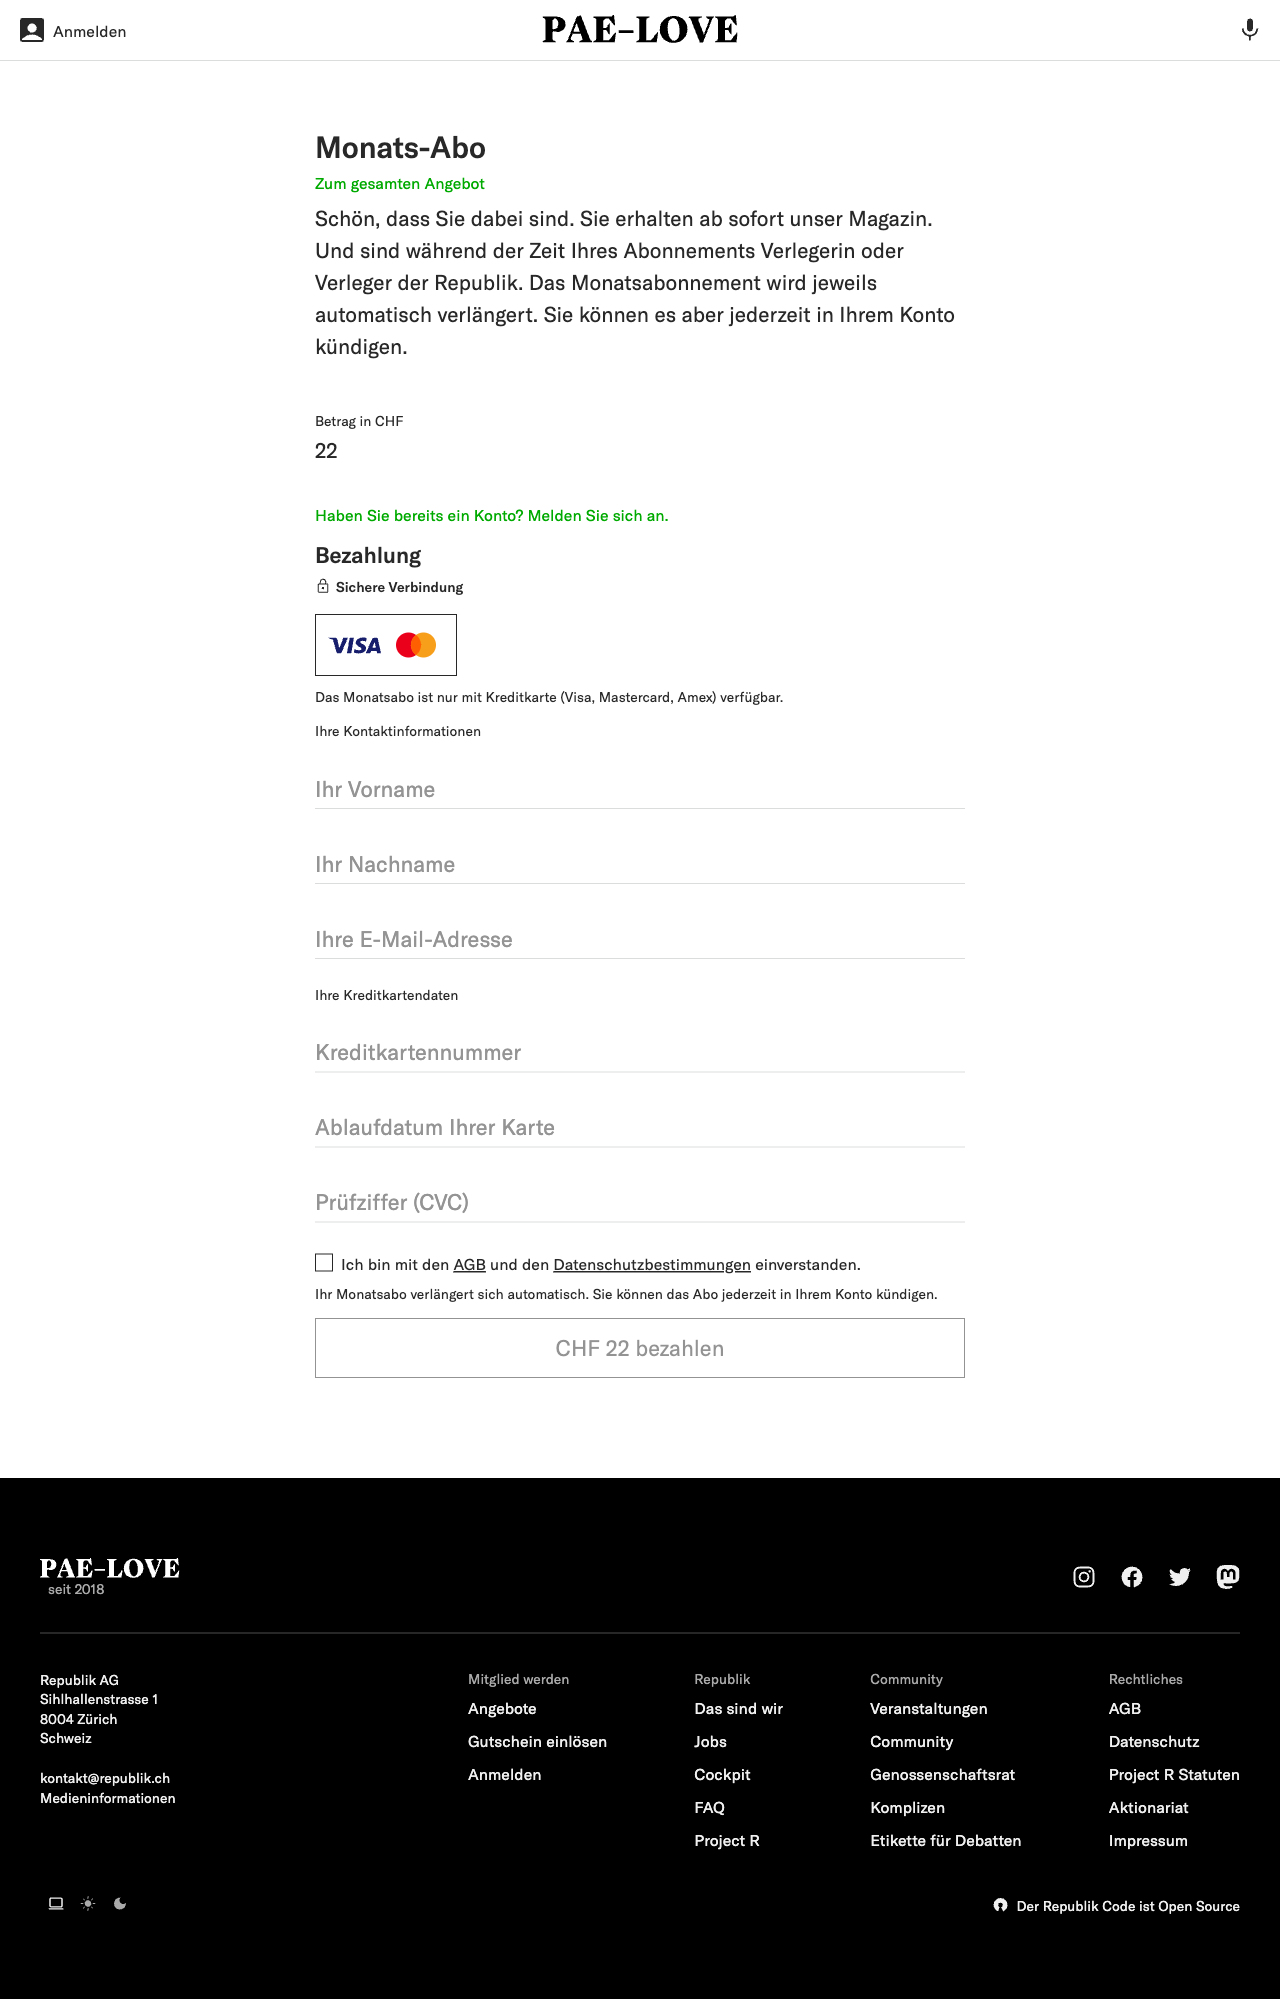 Anmelden
PAE-LOVE
Monats-Abo
Zum gesamten Angebot
Schön, dass Sie dabei sind. Sie erhalten ab sofort unser Magazin.
Und sind während der Zeit Ihres Abonnements Verlegerin oder
Verleger der Republik. Das Monatsabonnement wird jeweils
automatisch verlängert. Sie können es aber jederzeit in Ihrem Konto
kündigen.
Betrag in CHF
22
Haben Sie bereits ein Konto? Melden Sie sich an.
Bezahlung
Sichere Verbindung
VISA
Das Monatsabo ist nur mit Kreditkarte (Visa, Mastercard, Amex) verfügbar.
Ihre Kontaktinformationen
Ihr Vorname
Ihr Nachname
Ihre E-Mail-Adresse
Ihre Kreditkartendaten
Kreditkartennummer
Ablaufdatum Ihrer Karte
Prüfziffer (CVC)
Ich bin mit den AGB und den Datenschutzbestimmungen einverstanden.
Ihr Monatsabo verlängert sich automatisch. Sie können das Abo jederzeit in Ihrem Konto kündigen.
CHF 22 bezahlen
PAE-LOVE
seit 2018
Republik AG
Sihlhallenstrasse 1
8004 Zürich
Schweiz
kontakt@republik.ch
Medieninformationen
Mitglied werden
Angebote
Gutschein einlösen
Anmelden
Republik
Das sind wir
Jobs
Cockpit
FAQ
Project R
Community
Veranstaltungen
Community
Genossenschaftsrat
Komplizen
Etikette für Debatten
Rechtliches
AGB
Datenschutz
Project R Statuten
Aktionariat
Impressum
Der Republik Code ist Open Source